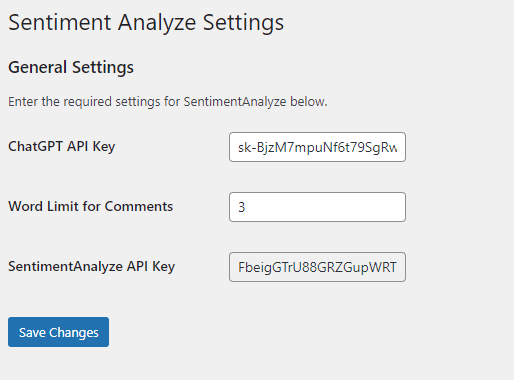 Sentiment Analyze Settings
General Settings
Enter the required settings for SentimentAnalyze below.
ChatGPT API Key
sk-BjzM7mpuNf6t79SgRw
Word Limit for Comments
3
SentimentAnalyze API Key
FbeigGTrU88GRZGupWRT
Save Changes